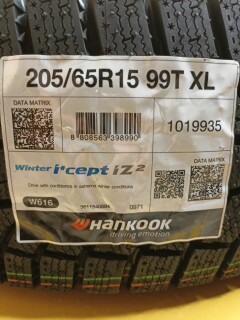 205/65R15 99T XL
DATA MATRIX
8 808563 398990
1019935
DATA MATRIX
Winter i*cept iZ²
Drive with confidence in extreme winter conditions
W616
0971
HANKOOK
driving emotion